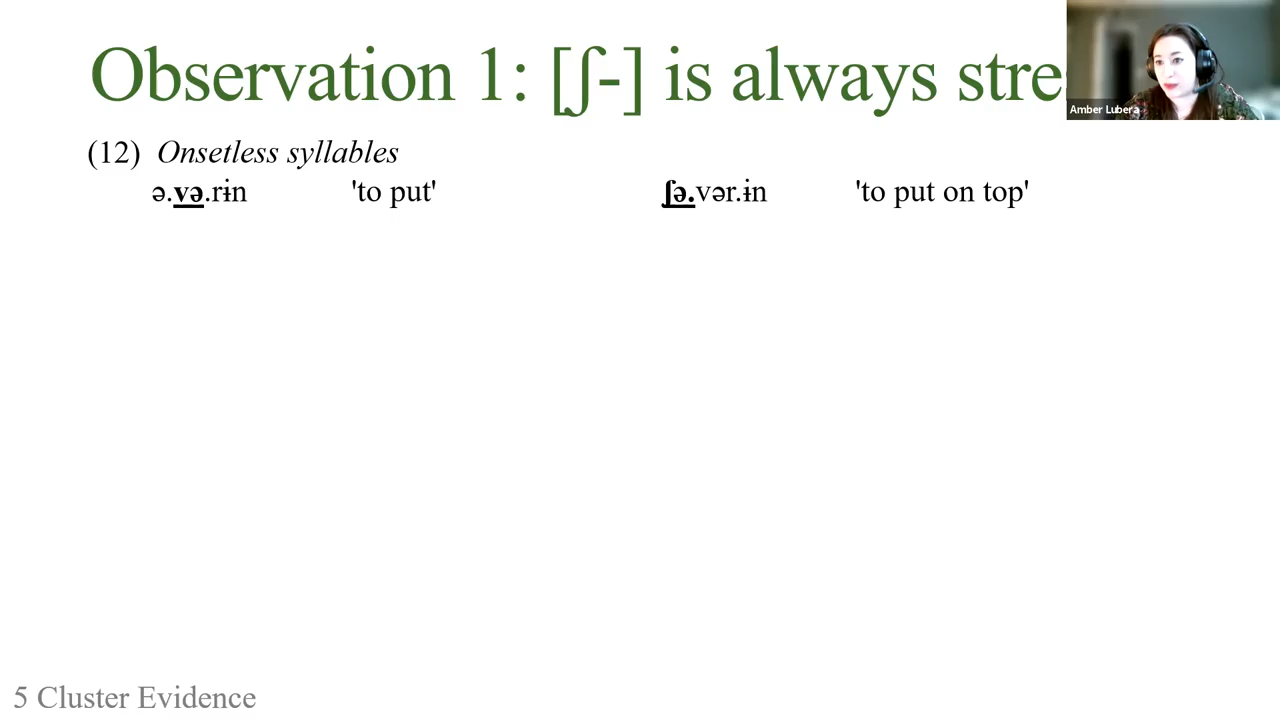 Observation 1: [ʃ-] is always stre
Amber Lubera
(12) Onsetless syllables
ə.və.rɨn 'to put' ʃə.vər.ɨn 'to put on top'
5 Cluster Evidence